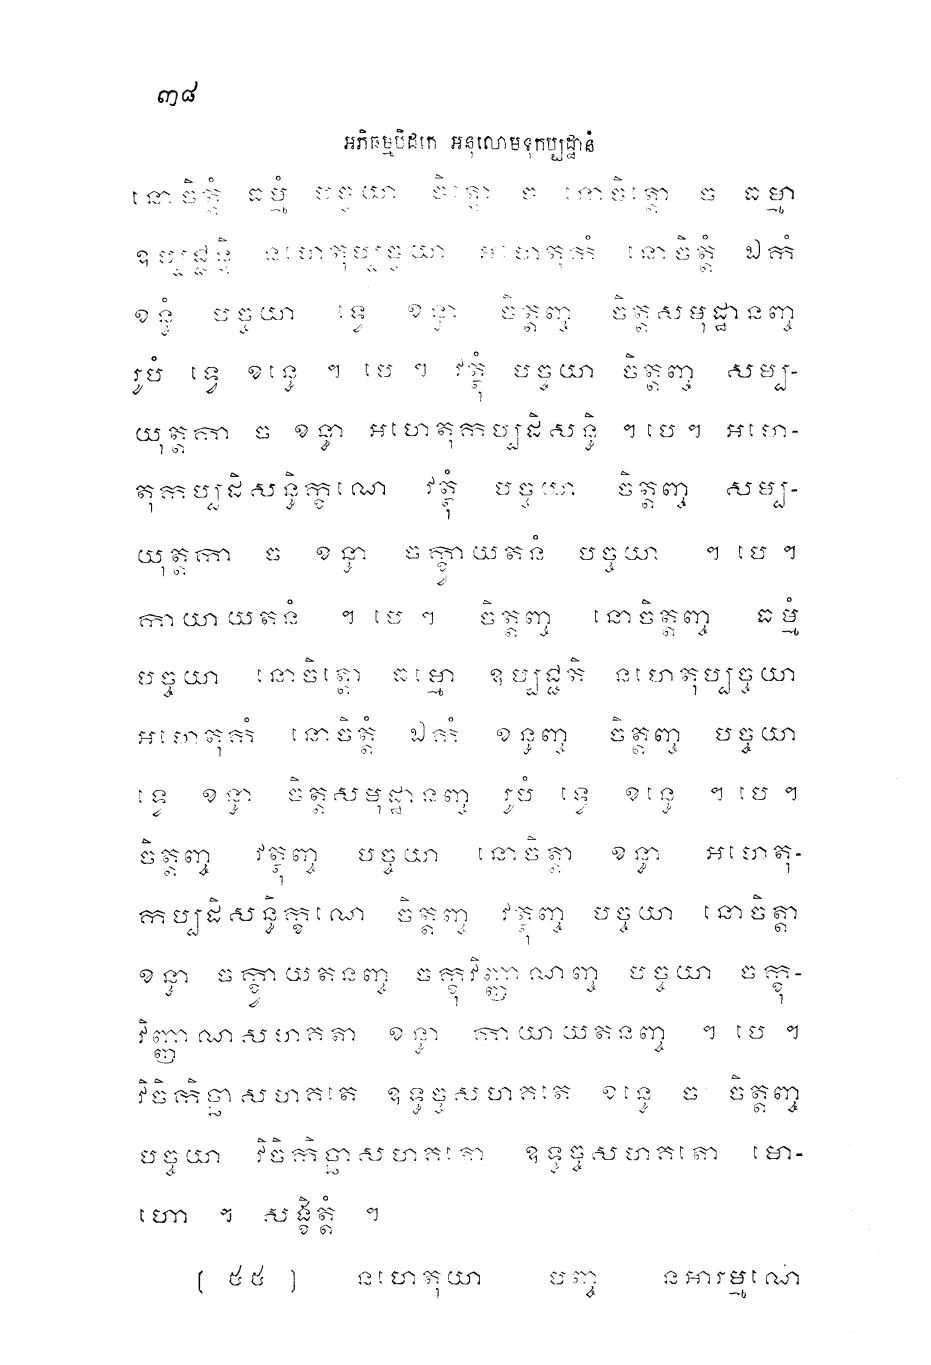 ៣៨
អភិធម្មបិដកេ អនុលោមទុកប្បដ្ឋានំ
នោចិត្តំ ធម្មំ បច្ចយា ចិត្តោ ច នោចិត្តោ ច ធម្មា
ឧប្បជ្ជន្តិ នហេតុប្បច្ចយា អហេតុកំ នោចិត្តំ ឯកំ
ខន្ធំ បច្ចយា ទ្វេ ខន្ធា ចិត្តញ្ច ចិត្តសមុដ្ឋានញ្ច
រូបំ ទ្វេ ខន្ធេ ។ បេ ។ វត្ថុំ បច្ចយា ចិត្តញ្ច សម្ប-
យុត្តកា ច ខន្ធា អហេតុកប្បដិសន្ធិ ។ បេ ។ អហេ-
តុកប្បដិសន្ធិក្ខណេ វត្ថុំ បច្ចយា ចិត្តញ្ច សម្ប-
យុត្តកា ច ខន្ធា ចក្ខ្វាយតនំ បច្ចយា ។ បេ ។
កាយាយតនំ ។ បេ ។ ចិត្តញ្ច នោចិត្តញ្ច ធម្មំ
បច្ចយា នោចិត្តោ ធម្មោ ឧប្បជ្ជតិ នហេតុប្បច្ចយា
អហេតុកំ នោចិត្តំ ឯកំ ខន្ធញ្ច ចិត្តញ្ច បច្ចយា
ទ្វេ ខន្ធា ចិត្តសមុដ្ឋានញ្ច រូបំ ទ្វេ ខន្ធេ ។ បេ ។
ចិត្តញ្ច វត្ថុញ្ច បច្ចយា នោចិត្តា ខន្ធា អហេតុ-
កប្បដិសន្ធិក្ខណេ ចិត្តញ្ច វត្ថុញ្ច បច្ចយា នោចិត្តា
ខន្ធា ចក្ខ្វាយតនញ្ច ចក្ខុវិញ្ញាណញ្ច បច្ចយា ចក្ខុ-
វិញ្ញាណសហគតា ខន្ធា កាយាយតនញ្ច ។ បេ ។
វិចិកិច្ឆាសហគតេ ឧទ្ធច្ចសហគតេ ខន្ធេ ច ចិត្តញ្ច
បច្ចយា វិចិកិច្ឆាសហគតោ ឧទ្ធច្ចសហគតោ មោ-
ហោ ។ សង្ខិត្តំ ។
[ ៥៥ ] នហេតុយា បញ្ច នអារម្មណេ